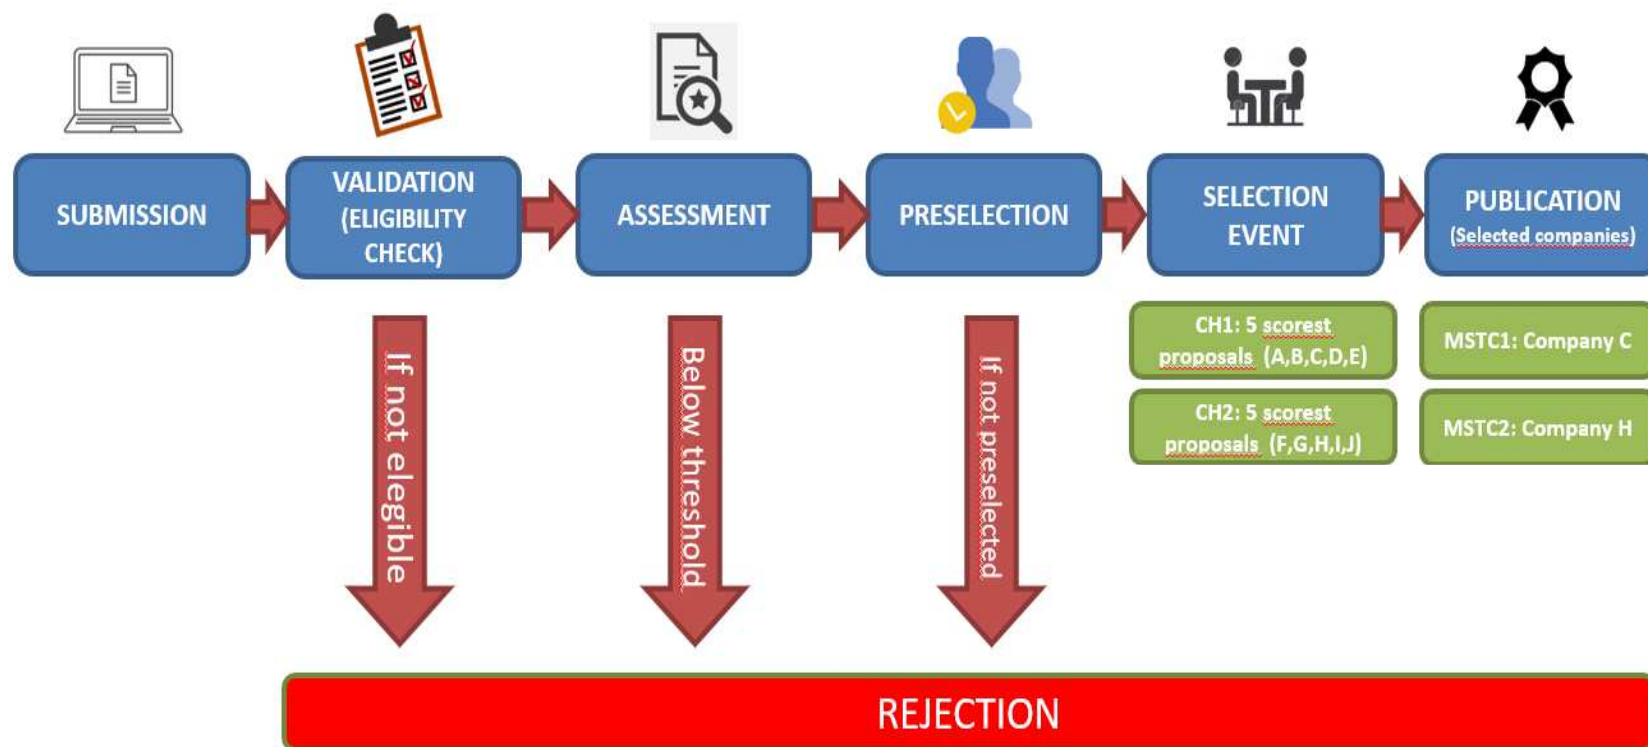 SUBMISSION
VALIDATION
(ELIGIBILITY
CHECK)
ASSESSMENT
PRESELECTION
SELECTION
EVENT
PUBLICATION
(Selected companies)
If not elegible
Below threshold
If not preselected
CH1: 5 scorest
proposals (A,B,C,D,E)
MSTC1: Company C
CH2: 5 scorest
proposals (F,G,H,I,J)
MSTC2: Company H
REJECTION